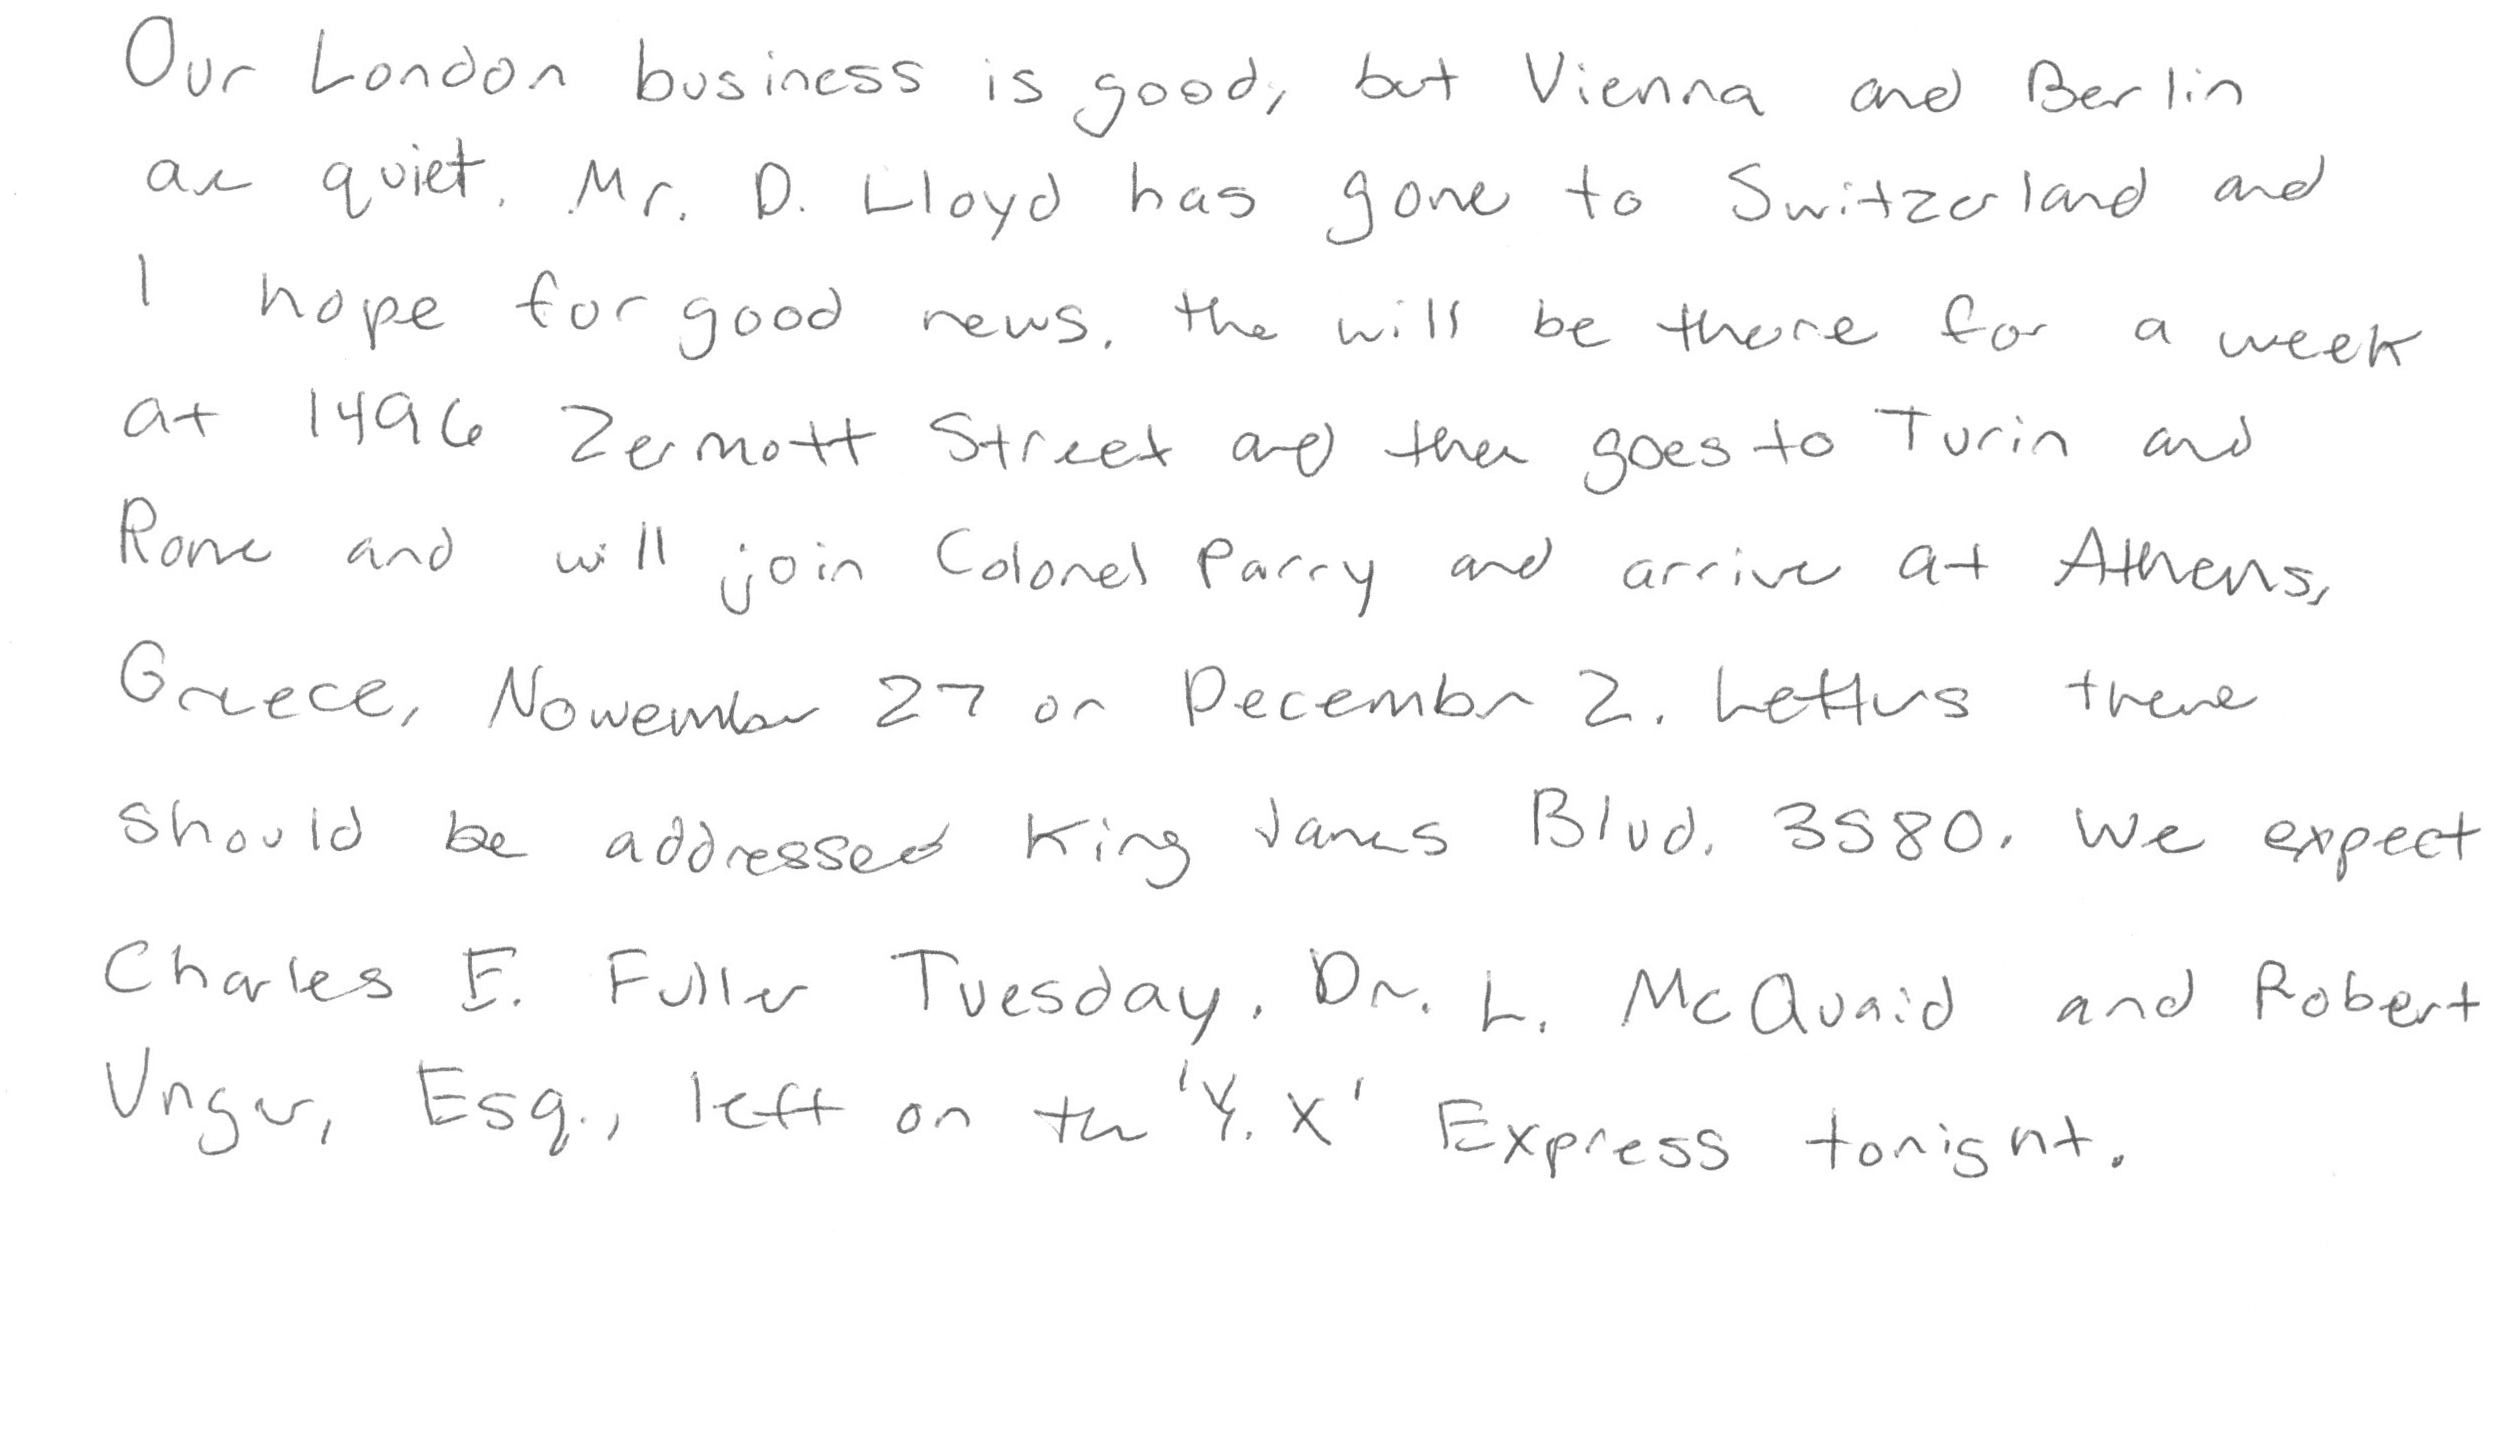 Our London business is good, but Vienna and Berlin
are quiet. Mr. D. Lloyd has gone to Switzerland and
I hope for good news. the will be there for a week
at 1496 Zermott Street and then goes to Turin and
Rome and will join Colonel Parry and arrive at Athens,
Greece, Nowember 27 or December 2. Letters there
should be addressed King James Blvd. 3580. We expect
Charles E. Fuller Tuesday. Dr. L. McQuaid and Robert
Unger, Esq., left on the 'Y. X' Express tonight.